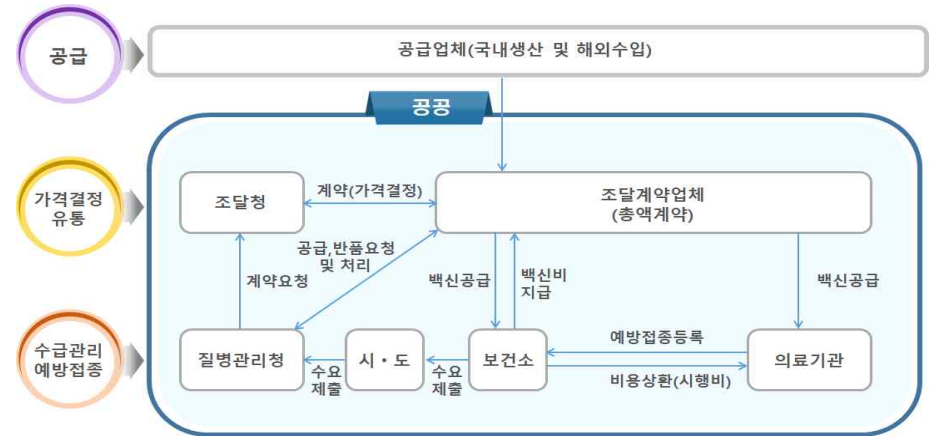 공급
공급업체(국내생산 및 해외수입)
공공
가격결정
유통
조달청
계약(가격결정)
조달계약업체
(총액계약)
계약요청
공급,반품요청
및 처리
백신공급
백신비
지급
백신공급
수급관리
예방접종
질병관리청
수요
제출
시・도
수요
제출
보건소
예방접종등록
비용상환(시행비)
의료기관